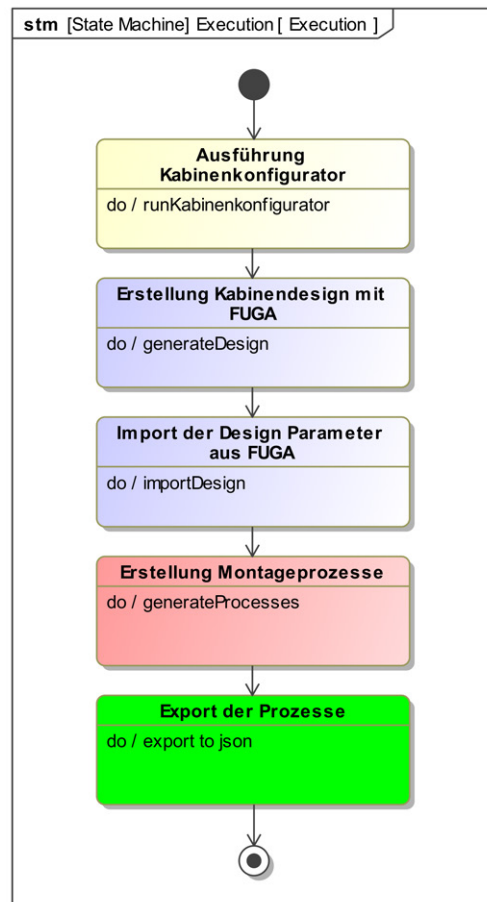 stm [State Machine] Execution [ Execution ]
Ausführung
Kabinenkonfigurator
do / runKabinenkonfigurator
Erstellung Kabinendesign mit
FUGA
do / generateDesign
Import der Design Parameter
aus FUGA
do / importDesign
Erstellung Montageprozesse
do / generateProcesses
Export der Prozesse
do / export to json